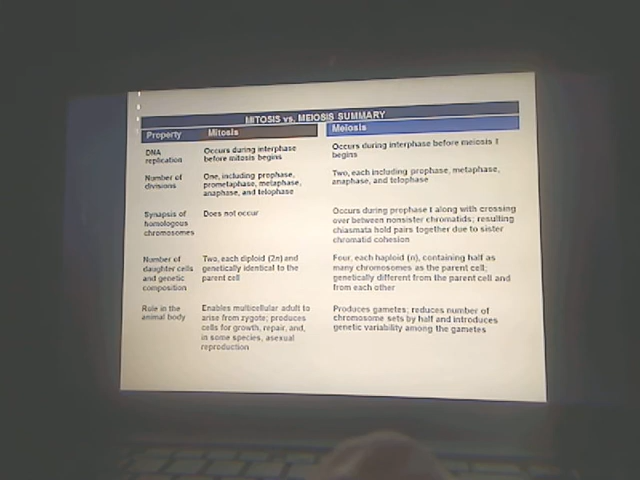 MITOSIS vs. MEIOSIS SUMMARY
Property
Mitosis
Meiosis
DNA
replication
Occurs during interphase
before mitosis begins
Occurs during interphase before meiosis I
begins
Number of
divisions
One, including prophase,
prometaphase, metaphase,
anaphase, and telophase
Two, each including prophase, metaphase,
anaphase, and telophase
Synapsis of
homologous
chromosomes
Does not occur
Occurs during prophase I along with crossing
over between nonsister chromatids; resulting
chiasmata hold pairs together due to sister
chromatid cohesion
Number of
daughter cells
and genetic
composition
Two, each diploid (2n) and
genetically identical to the
parent cell
Four, each haploid (n), containing half as
many chromosomes as the parent cell;
genetically different from the parent cell and
from each other
Role in the
animal body
Enables multicellular adult to
arise from zygote; produces
cells for growth, repair, and,
in some species, asexual
reproduction
Produces gametes; reduces number of
chromosome sets by half and introduces
genetic variability among the gametes